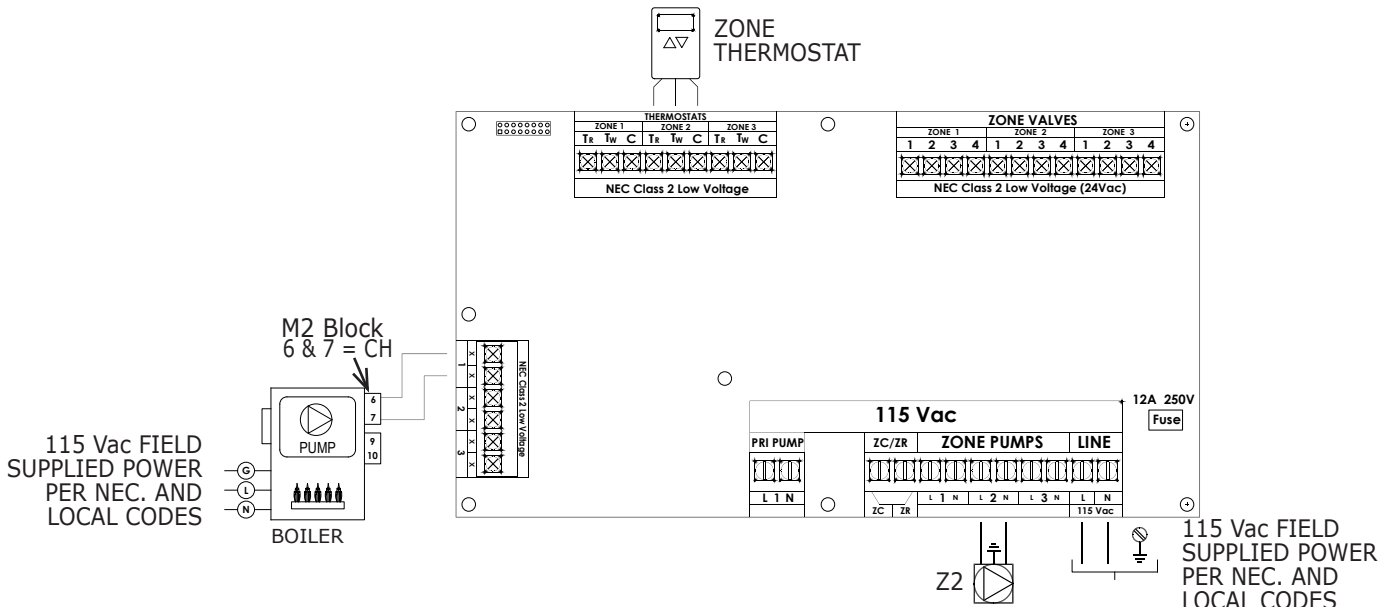 ZONE
THERMOSTAT
THERMOSTATS
ZONE 1 ZONE 2 ZONE 3
TR TW C TR TW C TR TW C
NEC Class 2 Low Voltage
ZONE VALVES
ZONE 1 ZONE 2 ZONE 3
1 2 3 4 1 2 3 4 1 2 3 4
NEC Class 2 Low Voltage (24Vac)
M2 Block
6 & 7 = CH
6
7
9
10
PUMP
115 Vac FIELD
SUPPLIED POWER
PER NEC. AND
LOCAL CODES
G
L
N
BOILER
1 X X
2 X X
3 X X
NEC Class 2 Low Voltage
12A 250V
Fuse
115 Vac
PRI PUMP ZC/ZR ZONE PUMPS LINE
L 1 N L 1 N L 2 N L 3 N L N
ZC ZR 115 Vac
Z2
115 Vac FIELD
SUPPLIED POWER
PER NEC. AND
LOCAL CODES